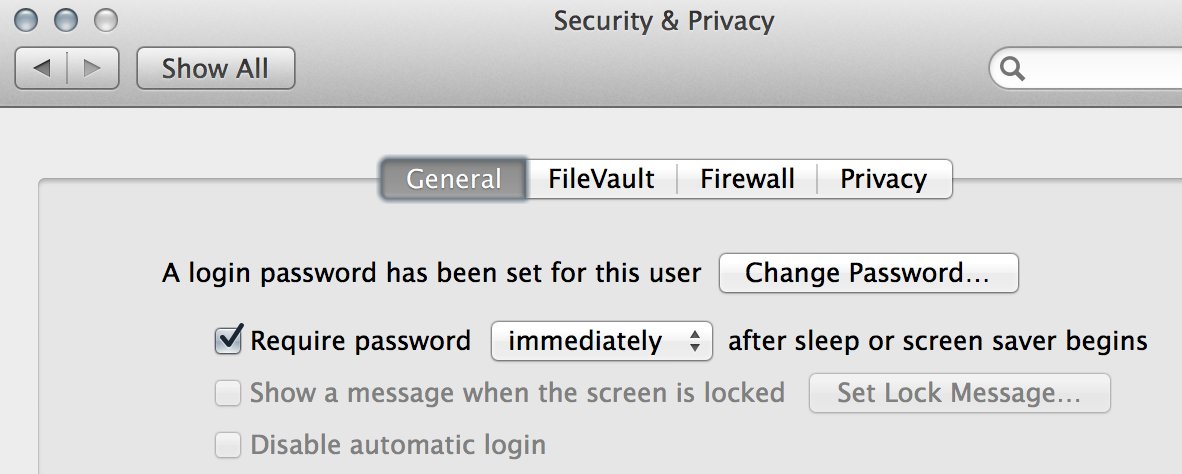 Security & Privacy
Show All
General FileVault Firewall Privacy
A login password has been set for this user Change Password...
Require password immediately after sleep or screen saver begins
Show a message when the screen is locked Set Lock Message...
Disable automatic login